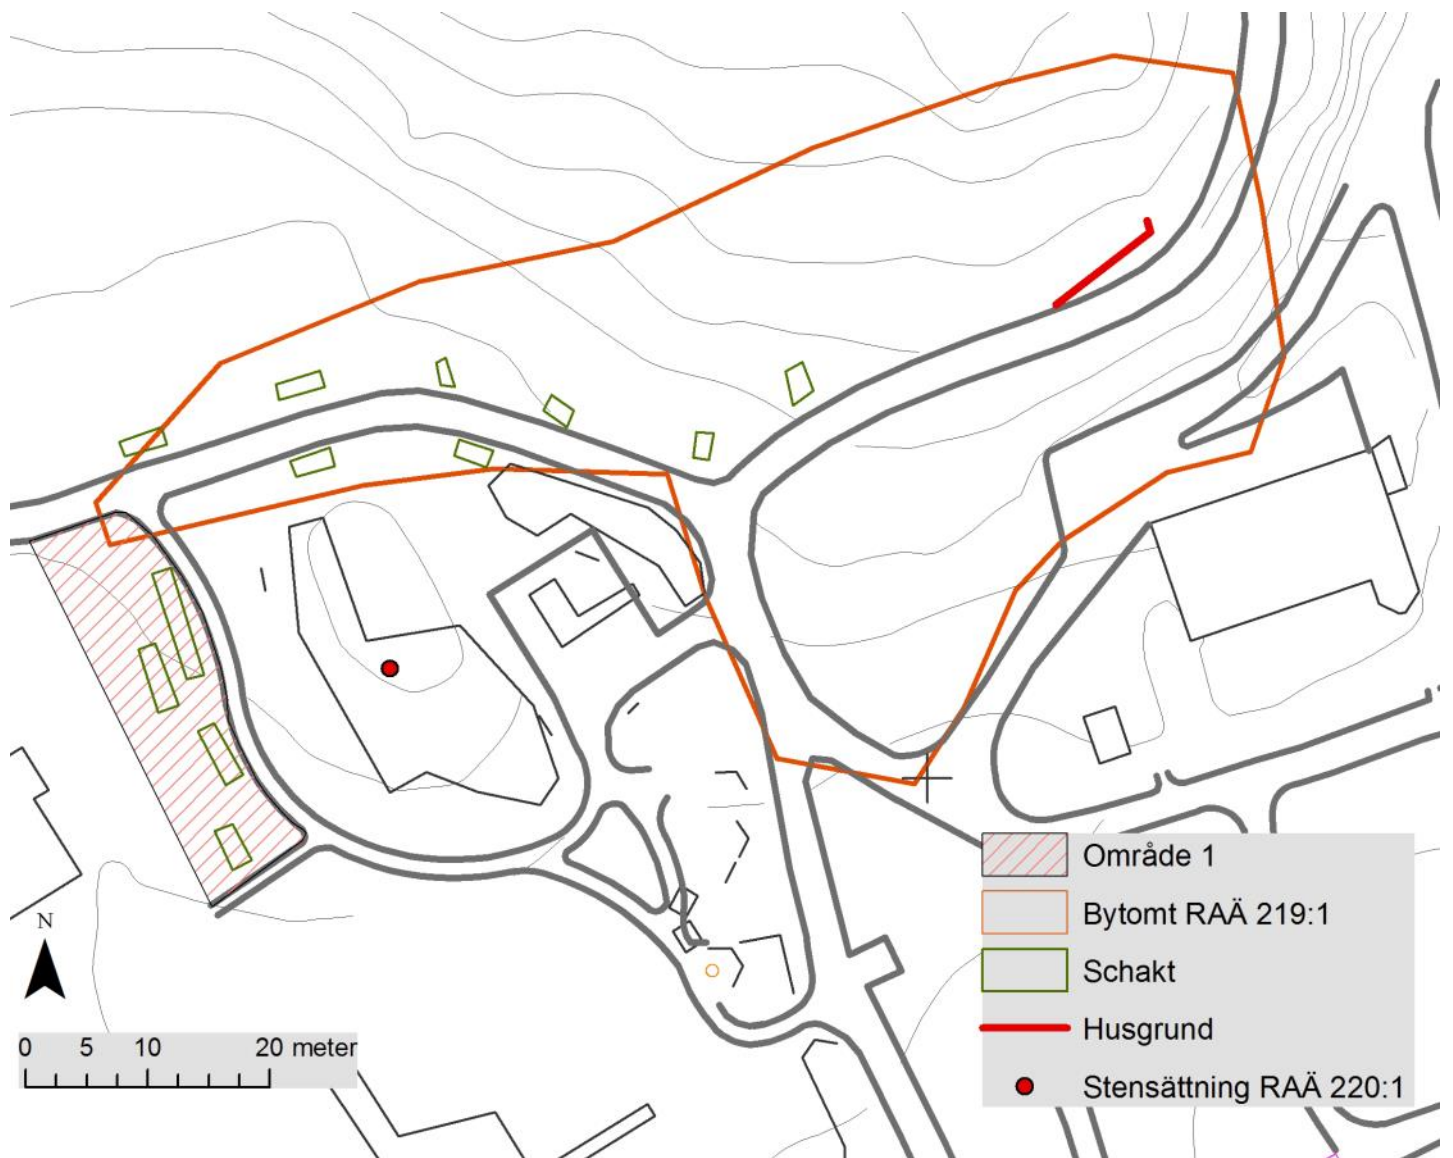 N
0 5 10 20 meter
Område 1
Bytomt RAÄ 219:1
Schakt
Husgrund
Stensättning RAÄ 220:1